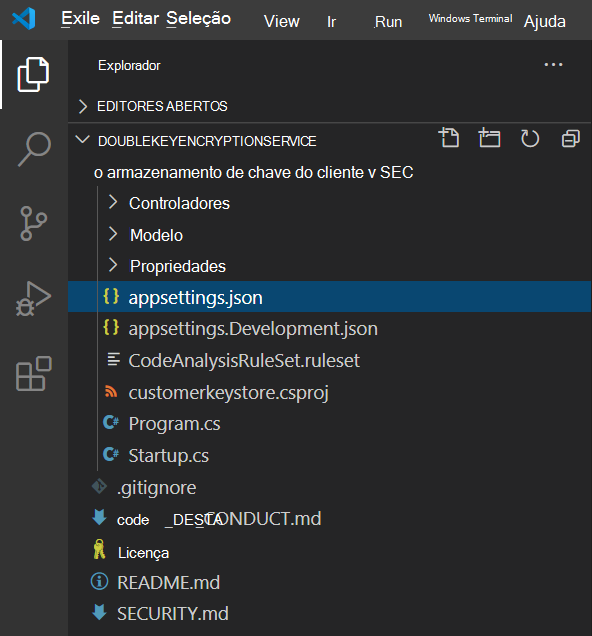 Exile Editar Seleção View Ir Run Windows Terminal Ajuda
Explorador
EDITORES ABERTOS
DOUBLEKEYENCRYPTIONSERVICE
o armazenamento de chave do cliente v SEC
Controladores
Modelo
Propriedades
{} appsettings.json
{} appsettings.Development.json
CodeAnalysisRuleSet.ruleset
customerkeystore.csproj
C# Program.cs
C# Startup.cs
.gitignore
code _DESTA_CONDUCT.md
Licença
README.md
SECURITY.md